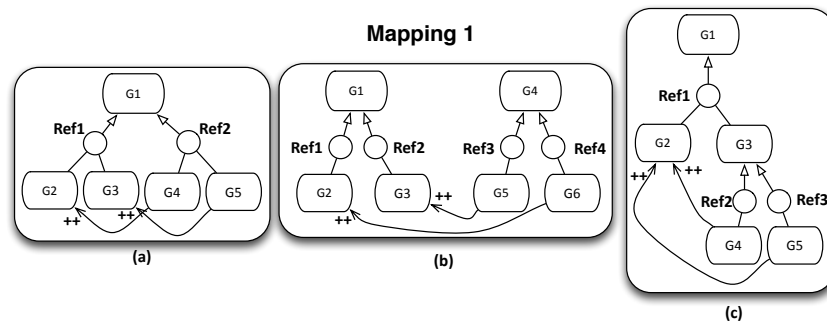 Mapping 1
G1
Ref1 Ref2
G2 G3 G4 G5
++ ++
(a)
G1 G4
Ref1 Ref2 Ref3 Ref4
G2 G3 G5 G6
++ ++
(b)
G1
Ref1
G2 G3
++ ++
Ref2 Ref3
G4 G5
(c)